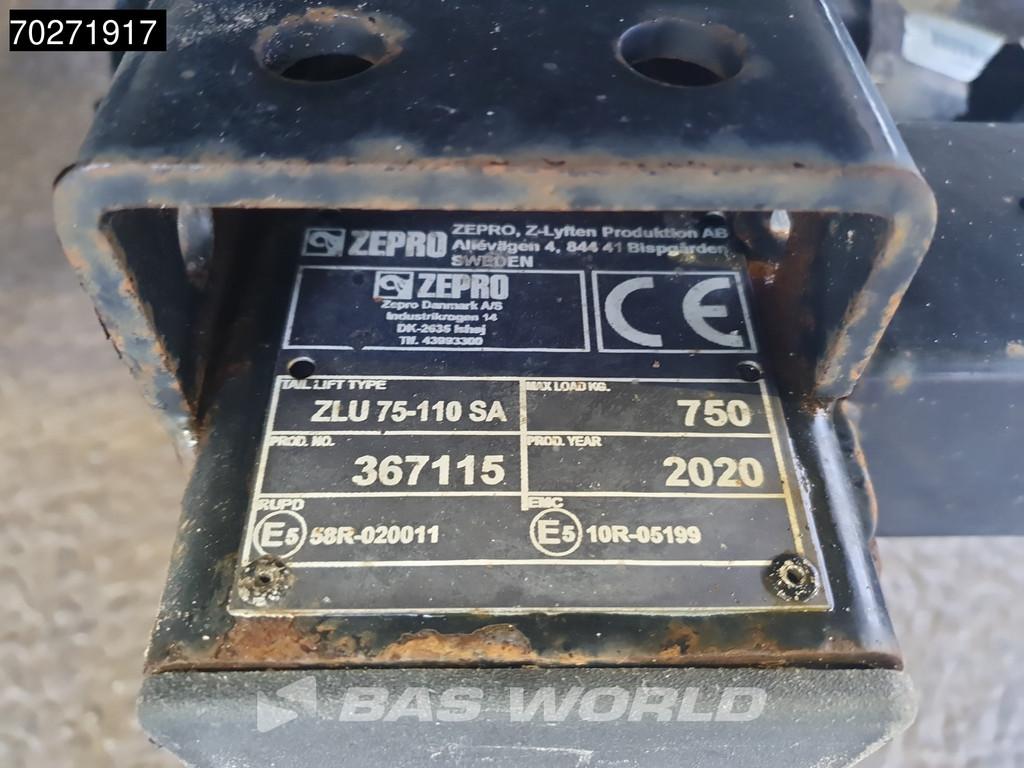 70271917
ZEPRO
ZEPRO, Z-Lyften Produktion AB
Allévägen 4, 844 41 Bispgården
SWEDEN
ZEPRO
Zepro Danmark A/S
Industrikrogen 14
DK-2635 Ishøj
Tlf. 43993300
CE
TAIL LIFT TYPE
ZLU 75-110 SA
MAX LOAD KG.
750
PROD. NO.
367115
PROD. YEAR
2020
RUPD
E5 58R-020011
EMC
E5 10R-05199
BAS WORLD